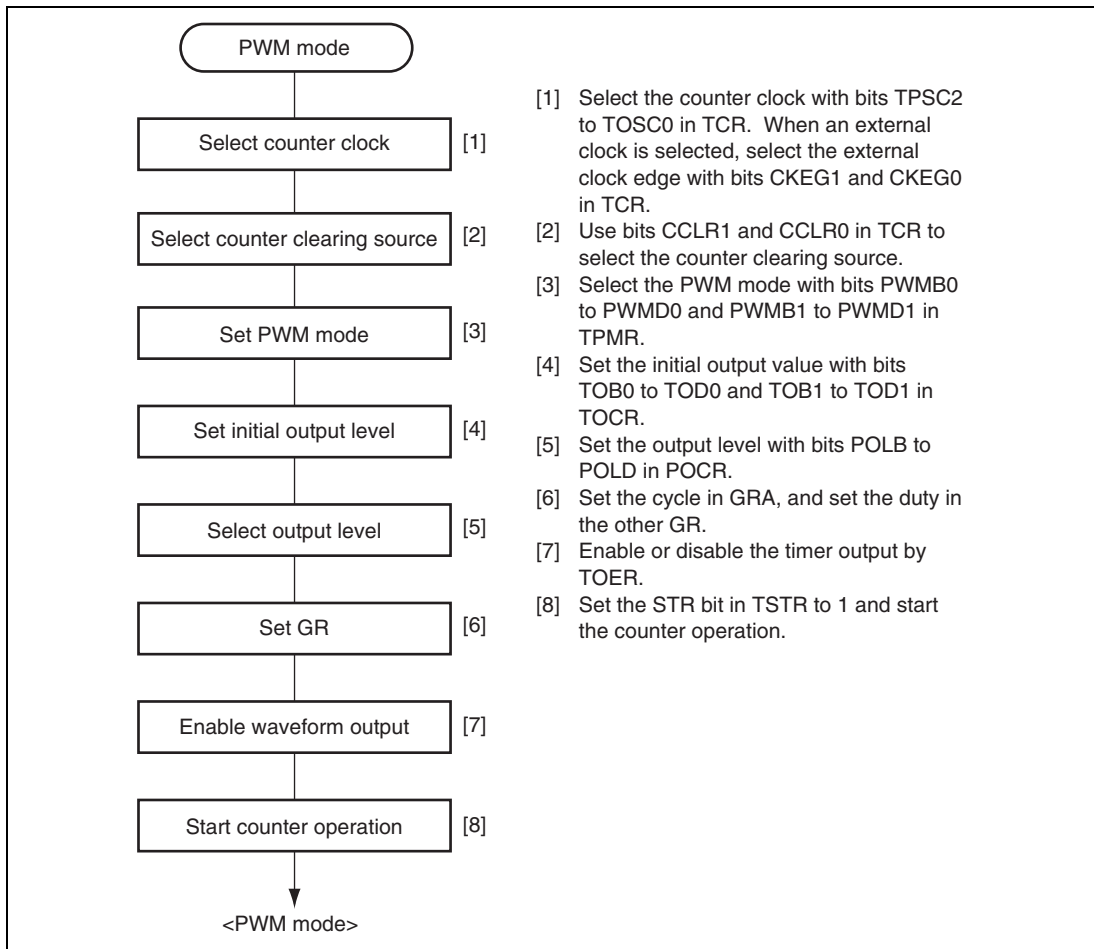 PWM mode
Select counter clock [1]
Select counter clearing source [2]
Set PWM mode [3]
Set initial output level [4]
Select output level [5]
Set GR [6]
Enable waveform output [7]
Start counter operation [8]
<PWM mode>
[1] Select the counter clock with bits TPSC2
to TOSC0 in TCR. When an external
clock is selected, select the external
clock edge with bits CKEG1 and CKEG0
in TCR.
[2] Use bits CCLR1 and CCLR0 in TCR to
select the counter clearing source.
[3] Select the PWM mode with bits PWMB0
to PWMD0 and PWMB1 to PWMD1 in
TPMR.
[4] Set the initial output value with bits
TOB0 to TOD0 and TOB1 to TOD1 in
TOCR.
[5] Set the output level with bits POLB to
POLD in POCR.
[6] Set the cycle in GRA, and set the duty in
the other GR.
[7] Enable or disable the timer output by
TOER.
[8] Set the STR bit in TSTR to 1 and start
the counter operation.